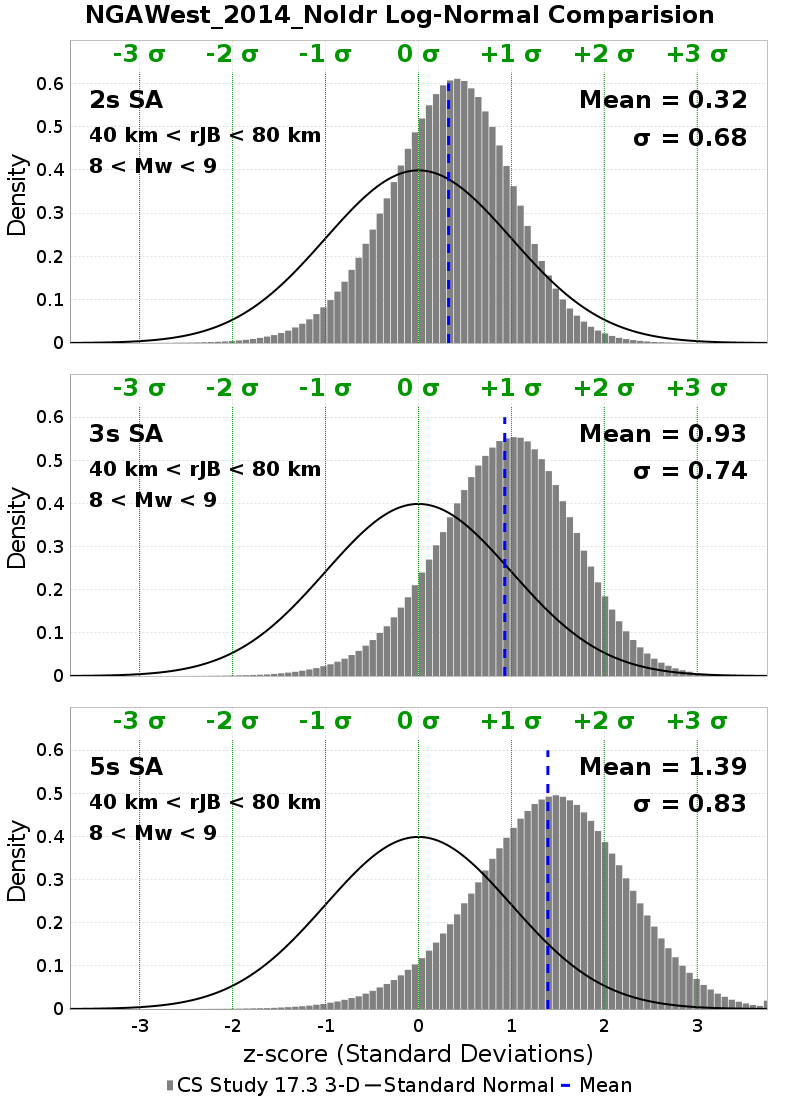 NGAWest_2014_NoIdr Log-Normal Comparision
-3 σ -2 σ -1 σ 0 σ +1 σ +2 σ +3 σ
0.6
2s SA Mean = 0.32
0.5
40 km < rJB < 80 km σ = 0.68
8 < Mw < 9
0.4
Density
0.3
0.2
0.1
0
-3 σ -2 σ -1 σ 0 σ +1 σ +2 σ +3 σ
0.6
3s SA Mean = 0.93
0.5
40 km < rJB < 80 km σ = 0.74
8 < Mw < 9
0.4
Density
0.3
0.2
0.1
0
-3 σ -2 σ -1 σ 0 σ +1 σ +2 σ +3 σ
0.6
5s SA Mean = 1.39
0.5
40 km < rJB < 80 km σ = 0.83
8 < Mw < 9
0.4
Density
0.3
0.2
0.1
0
-3 -2 -1 0 1 2 3
z-score (Standard Deviations)
CS Study 17.3 3-D Standard Normal Mean